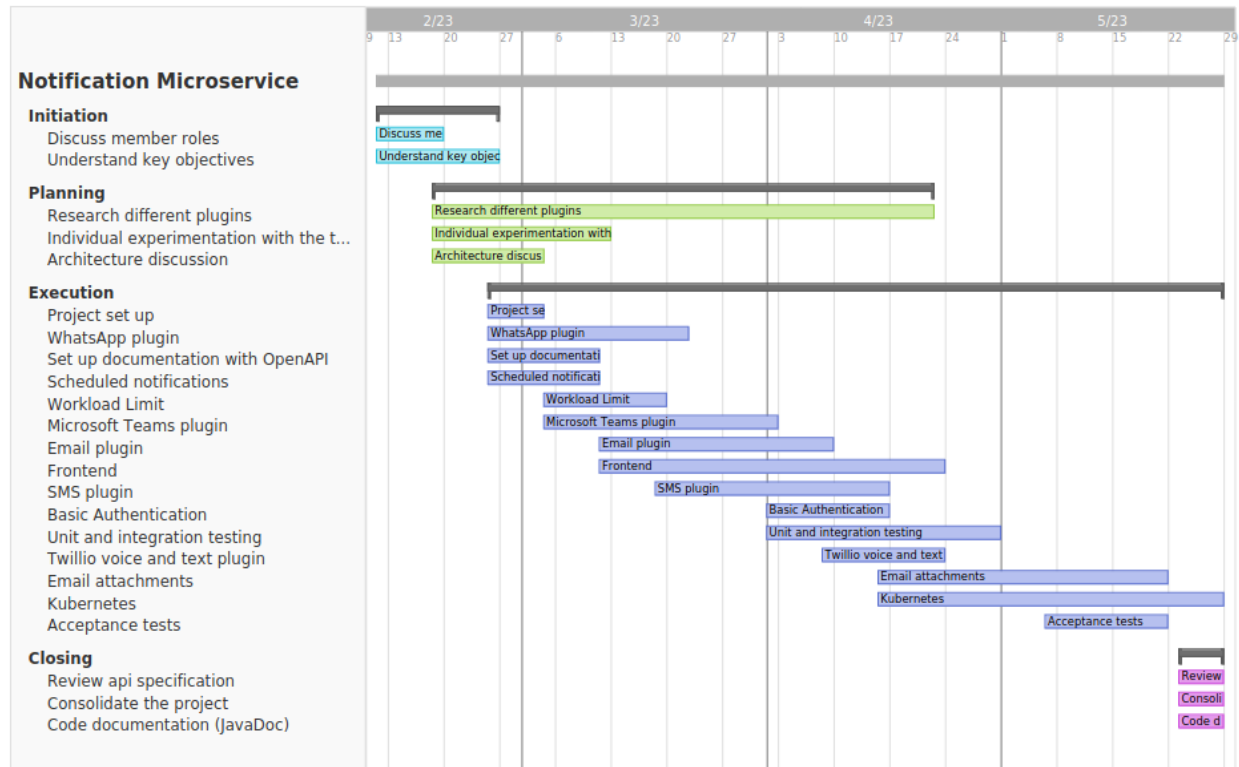 2/23 3/23 4/23 5/23
9 13 20 27 6 13 20 27 3 10 17 24 1 8 15 22 29
Notification Microservice
Initiation
Discuss member roles Discuss me
Understand key objectives Understand key objec
Planning
Research different plugins Research different plugins
Individual experimentation with the t... Individual experimentation with
Architecture discussion Architecture discus
Execution
Project set up Project se
WhatsApp plugin WhatsApp plugin
Set up documentation with OpenAPI Set up documentati
Scheduled notifications Scheduled notificati
Workload Limit Workload Limit
Microsoft Teams plugin Microsoft Teams plugin
Email plugin Email plugin
Frontend Frontend
SMS plugin SMS plugin
Basic Authentication Basic Authentication
Unit and integration testing Unit and integration testing
Twillio voice and text plugin Twillio voice and text
Email attachments Email attachments
Kubernetes Kubernetes
Acceptance tests Acceptance tests
Closing
Review api specification Review
Consolidate the project Consoli
Code documentation (JavaDoc) Code d